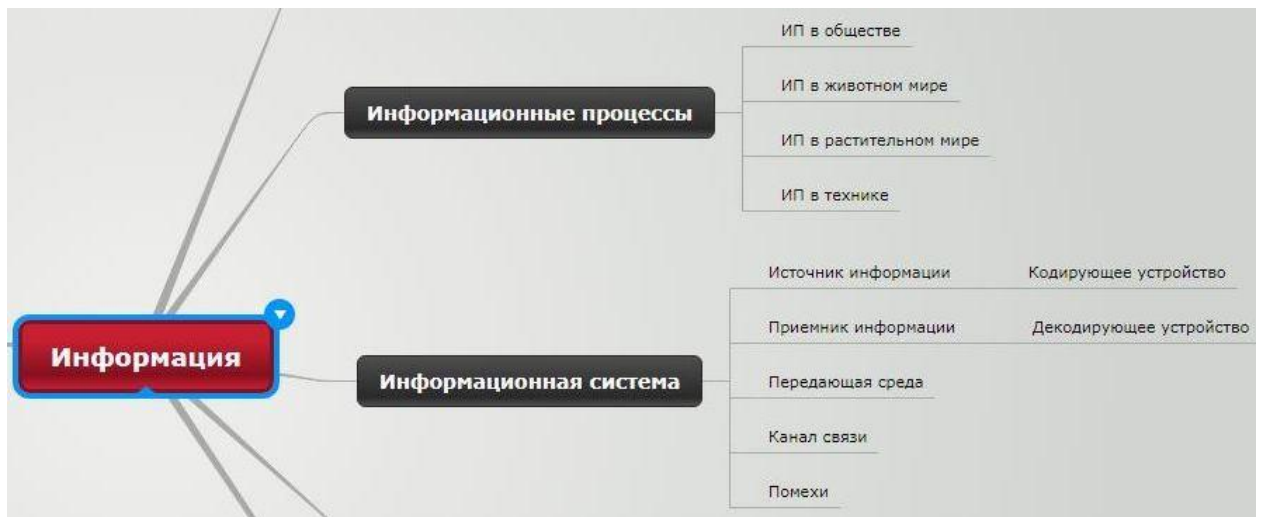 ИП в обществе
ИП в животном мире
Информационные процессы
ИП в растительном мире
ИП в технике
Источник информации
Кодирующее устройство
Приемник информации
Декодирующее устройство
Информация
Информационная система
Передающая среда
Канал связи
Помехи